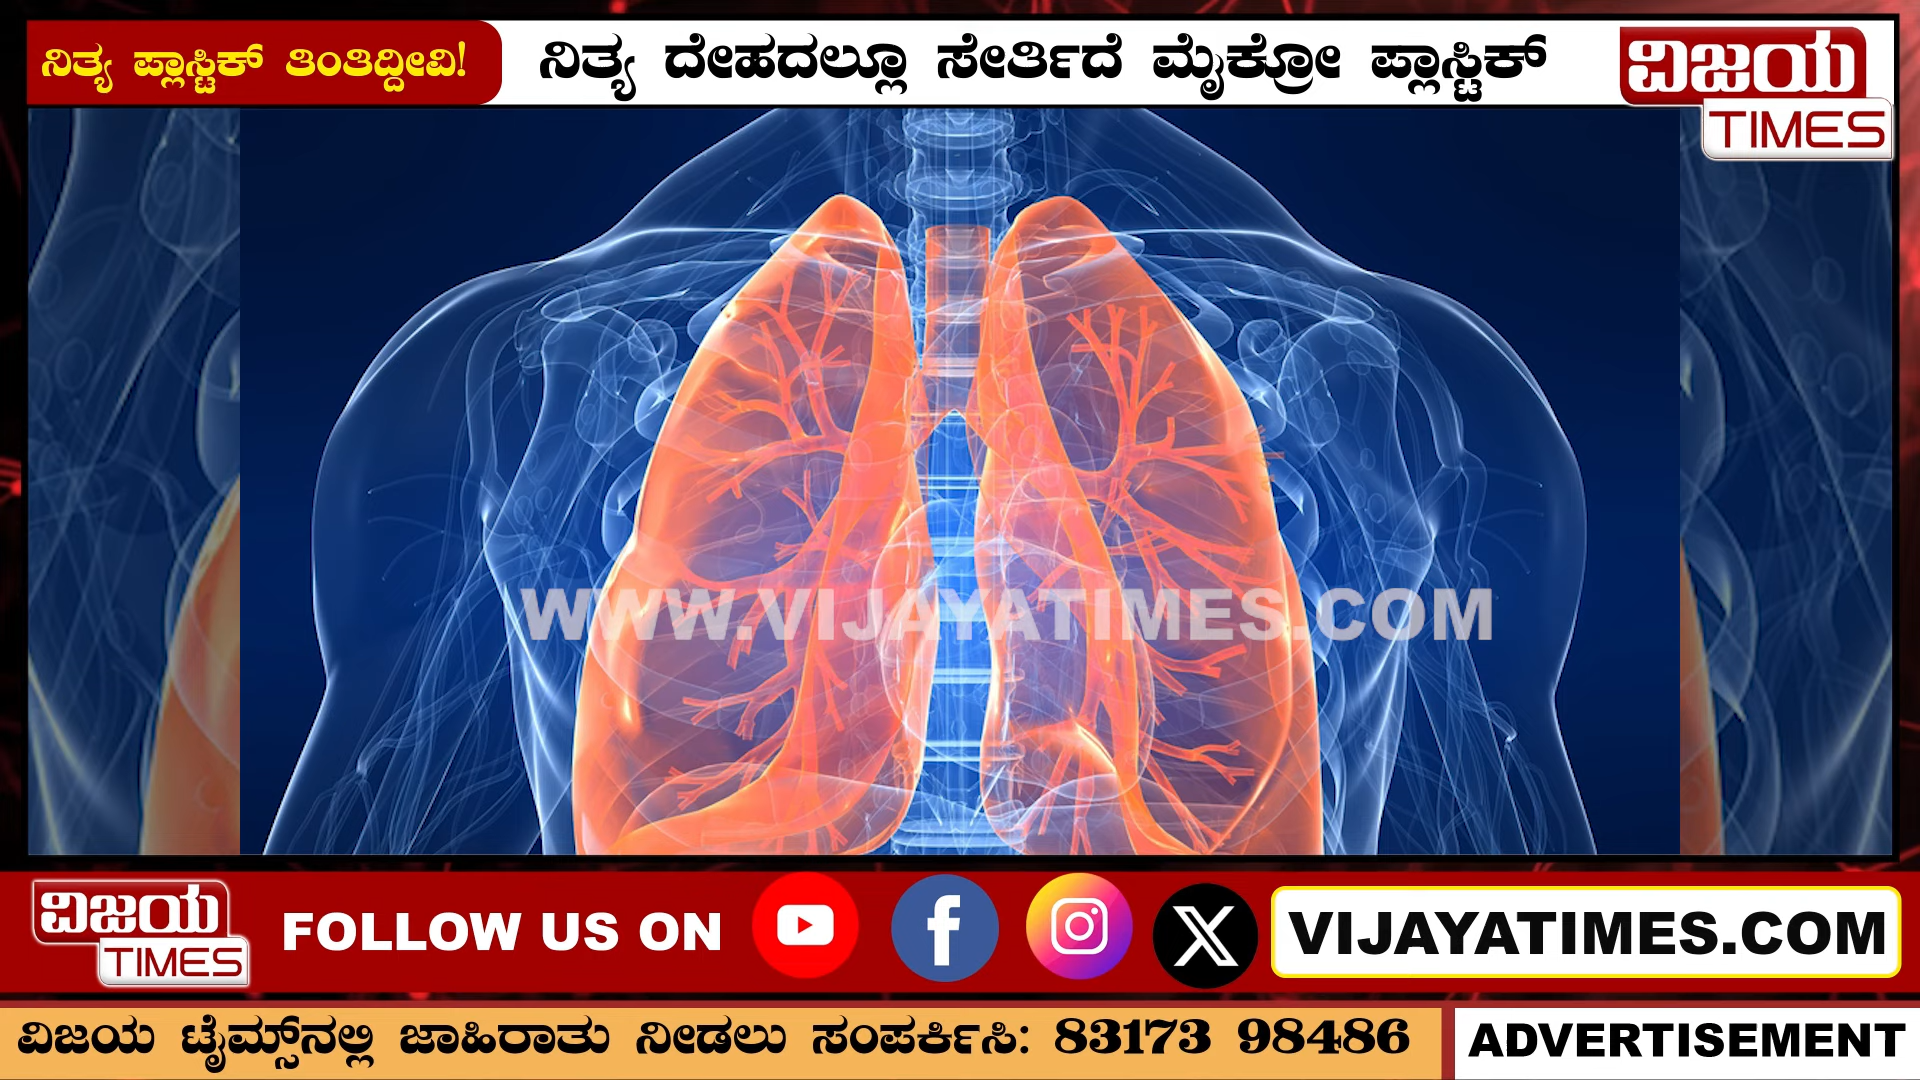 ನಿತ್ಯ ಪ್ಲಾಸ್ಟಿಕ್ ತಿಂತಿದ್ದೀವಿ!
ನಿತ್ಯ ದೇಹದಲ್ಲೂ ಸೇರ್ತಿದೆ ಮೈಕ್ರೋ ಪ್ಲಾಸ್ಟಿಕ್
ವಿಜಯ
TIMES
WWW.VIJAYATIMES.COM
ವಿಜಯ
TIMES
FOLLOW US ON
VIJAYATIMES.COM
ವಿಜಯ ಟೈಮ್ಸ್‌ನಲ್ಲಿ ಜಾಹಿರಾತು ನೀಡಲು ಸಂಪರ್ಕಿಸಿ: 83173 98486
ADVERTISEMENT